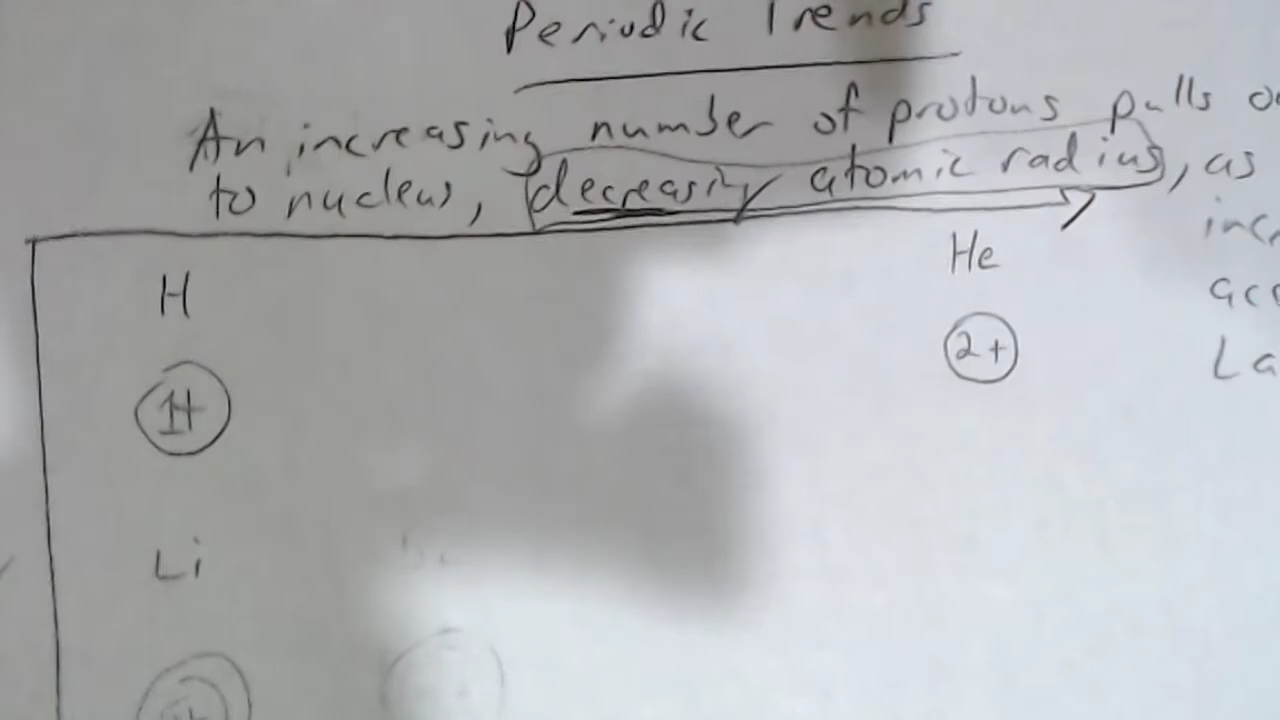 Periodic Trends
An increasing number of protons pulls
to nucleus, decreasing atomic radius, as
H
He
1+
2+
Li